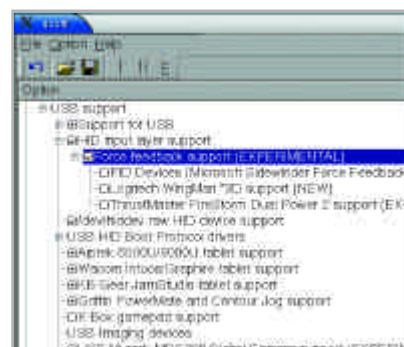 File Option Help
Option
USB support
Support for USB
HID input layer support
Force feedback support (EXPERIMENTAL)
PID Devices (Microsoft Sidewinder Force Feedback
Logitech WingMan *3D support (NEW)
ThrustMaster FireStorm Dual Power 2 support (EX
/dev/hiddev raw HID device support
USB HID Boot Protocol drivers
Aiptek 6000U/8000U tablet support
Wacom Intuos/Graphire tablet support
KB Gear JamStudio tablet support
Griffin PowerMate and Contour Jog support
X-Box gamepad support
USB Imaging devices
support